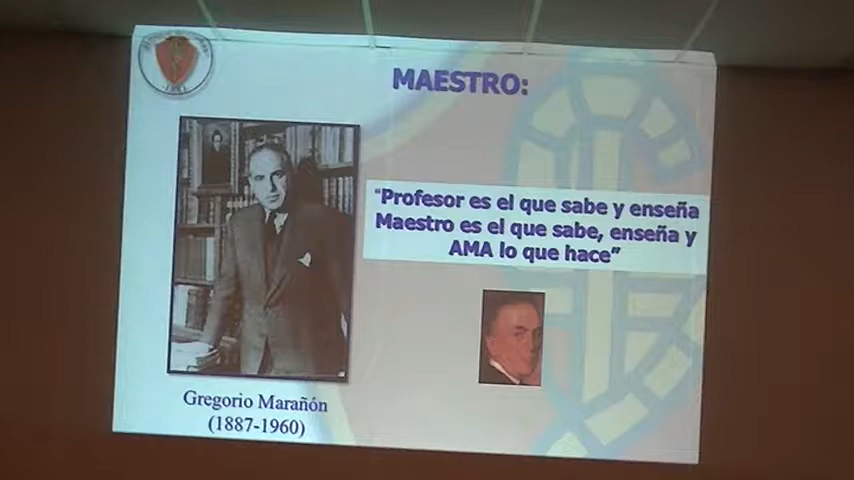 MAESTRO:
"Profesor es el que sabe y enseña
Maestro es el que sabe, enseña y
AMA lo que hace"
Gregorio Marañón
(1887-1960)